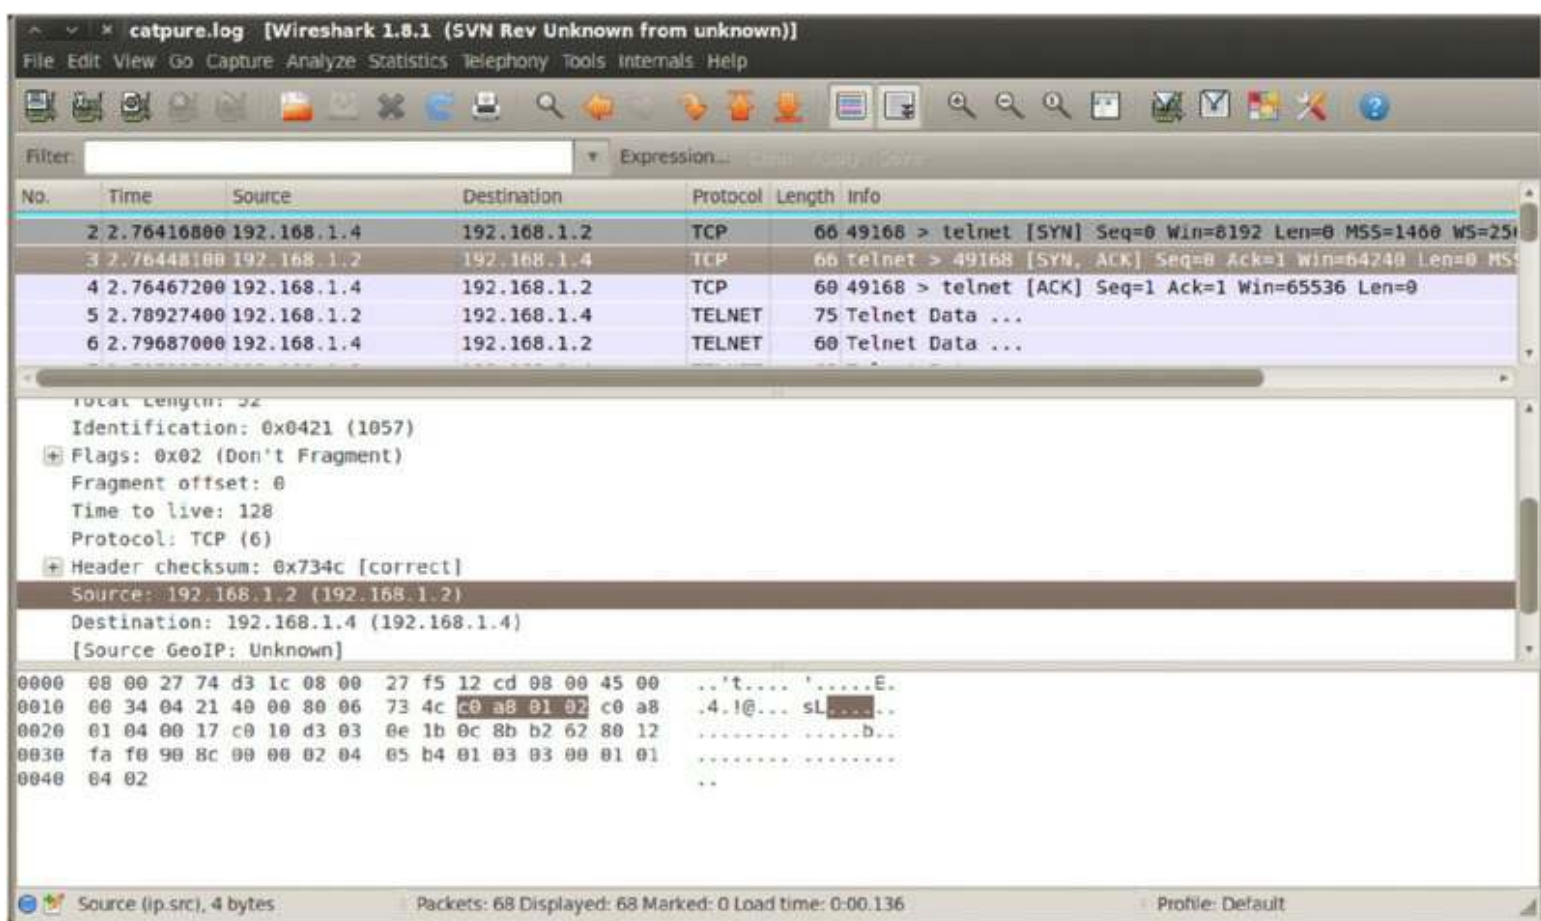 catpure.log [Wireshark 1.8.1 (SVN Rev Unknown from unknown)]
File Edit View Go Capture Analyze Statistics Telephony Tools Internals Help
Filter: Expression... Clear Apply Save
No. Time Source Destination Protocol Length Info
2 2.76416800 192.168.1.4 192.168.1.2 TCP 66 49168 > telnet [SYN] Seq=0 Win=8192 Len=0 MSS=1460 WS=256
3 2.76448100 192.168.1.2 192.168.1.4 TCP 66 telnet > 49168 [SYN, ACK] Seq=0 Ack=1 Win=64240 Len=0 MSS
4 2.76467200 192.168.1.4 192.168.1.2 TCP 60 49168 > telnet [ACK] Seq=1 Ack=1 Win=65536 Len=0
5 2.78927400 192.168.1.2 192.168.1.4 TELNET 75 Telnet Data ...
6 2.79687000 192.168.1.4 192.168.1.2 TELNET 60 Telnet Data ...
Total Length: 52
Identification: 0x0421 (1057)
Flags: 0x02 (Don't Fragment)
Fragment offset: 0
Time to live: 128
Protocol: TCP (6)
Header checksum: 0x734c [correct]
Source: 192.168.1.2 (192.168.1.2)
Destination: 192.168.1.4 (192.168.1.4)
[Source GeoIP: Unknown]
0000 08 00 27 74 d3 1c 08 00 27 f5 12 cd 08 00 45 00 ..'t.... '.....E.
0010 00 34 04 21 40 00 80 06 73 4c c0 a8 01 02 c0 a8 .4.!@... sL......
0020 01 04 00 17 c0 10 d3 03 0e 1b 0c 8b b2 62 80 12 ........ .....b..
0030 fa f0 90 8c 00 00 02 04 05 b4 01 03 03 00 01 01 ........ ........
0040 04 02 ..
Source (ip.src), 4 bytes Packets: 68 Displayed: 68 Marked: 0 Load time: 0:00.136 Profile: Default